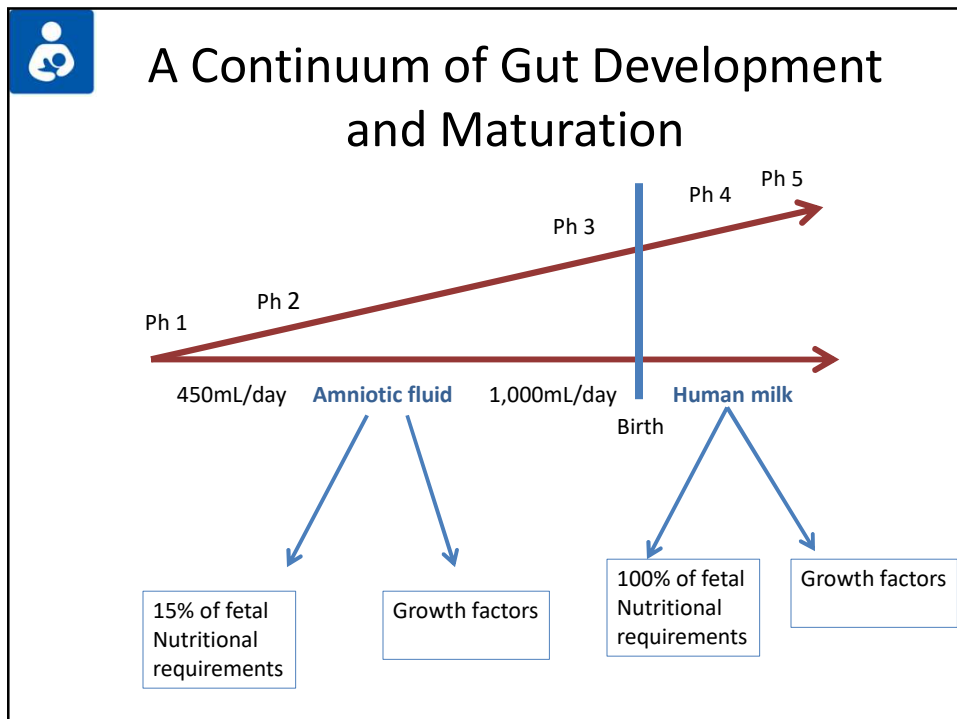 A Continuum of Gut Development
and Maturation
Ph 5
Ph 4
Ph 3
Ph 2
Ph 1
450mL/day Amniotic fluid 1,000mL/day Human milk
Birth
15% of fetal
Nutritional
requirements
Growth factors
100% of fetal
Nutritional
requirements
Growth factors